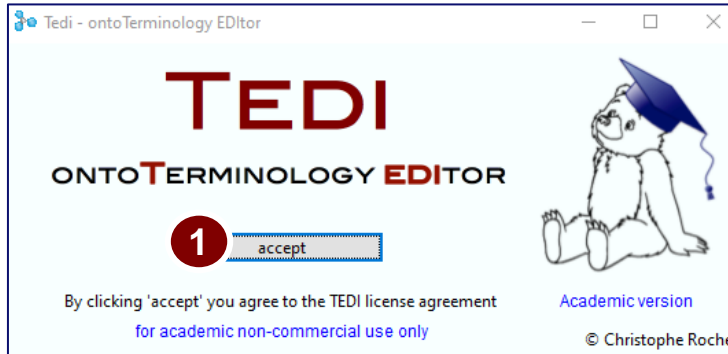 Tedi - ontoTerminology EDItor
TEDI
ONTOTERMINOLOGY EDITOR
1
accept
By clicking 'accept' you agree to the TEDI license agreement
Academic version
for academic non-commercial use only
© Christophe Roche